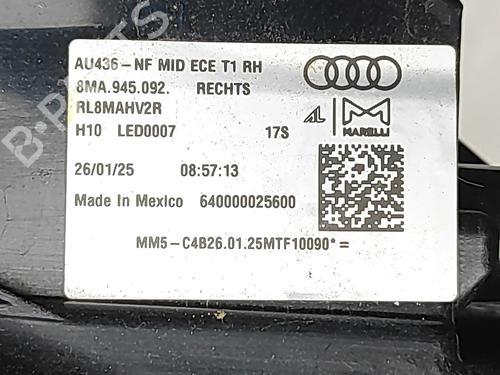 AU436-NF MID ECE T1 RH
8MA.945.092. RECHTS
RL8MAHV2R
H10 LED0007 17S
MARELLI
26/01/25 08:57:13
Made In Mexico 640000025600
MM5-C4B26.01.25MTF10090*=
B-Parts